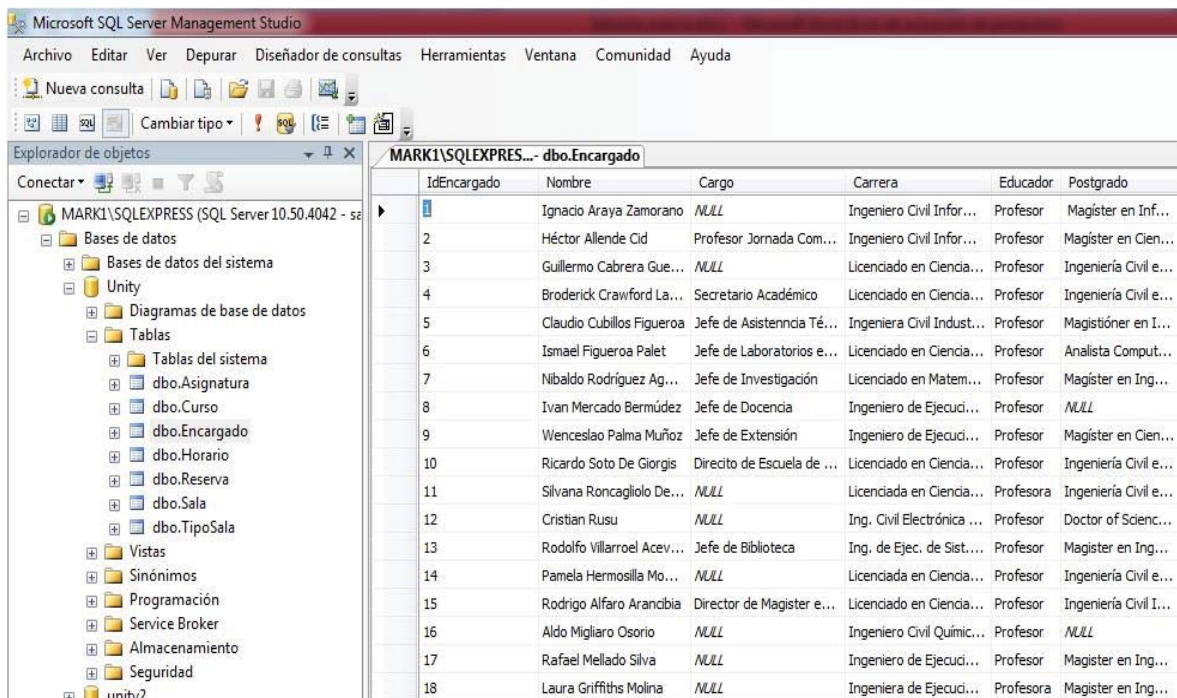 Microsoft SQL Server Management Studio
Archivo Editar Ver Depurar Diseñador de consultas Herramientas Ventana Comunidad Ayuda
Nueva consulta
SQL Cambiar tipo SQL
Explorador de objetos
Conectar
MARK1\SQLEXPRESS (SQL Server 10.50.4042 - sa
Bases de datos
Bases de datos del sistema
Unity
Diagramas de base de datos
Tablas
Tablas del sistema
dbo.Asignatura
dbo.Curso
dbo.Encargado
dbo.Horario
dbo.Reserva
dbo.Sala
dbo.TipoSala
Vistas
Sinónimos
Programación
Service Broker
Almacenamiento
Seguridad
unity2
MARK1\SQLEXPRES...- dbo.Encargado
IdEncargado Nombre Cargo Carrera Educador Postgrado
1 Ignacio Araya Zamorano NULL Ingeniero Civil Infor... Profesor Magíster en Inf...
2 Héctor Allende Cid Profesor Jornada Com... Ingeniero Civil Infor... Profesor Magíster en Cien...
3 Guillermo Cabrera Gue... NULL Licenciado en Ciencia... Profesor Ingeniería Civil e...
4 Broderick Crawford La... Secretario Académico Licenciado en Ciencia... Profesor Ingeniería Civil e...
5 Claudio Cubillos Figueroa Jefe de Asistenncia Té... Ingeniera Civil Indust... Profesor Magistióner en I...
6 Ismael Figueroa Palet Jefe de Laboratorios e... Licenciado en Ciencia... Profesor Analista Comput...
7 Nibaldo Rodríguez Ag... Jefe de Investigación Licenciado en Matem... Profesor Magíster en Ing...
8 Ivan Mercado Bermúdez Jefe de Docencia Ingeniero de Ejecuci... Profesor NULL
9 Wenceslao Palma Muñoz Jefe de Extensión Ingeniero de Ejecuci... Profesor Magíster en Cien...
10 Ricardo Soto De Giorgis Direcito de Escuela de ... Licenciado en Ciencia... Profesor Ingeniería Civil e...
11 Silvana Roncagliolo De... NULL Licenciada en Ciencia... Profesora Ingeniería Civil e...
12 Cristian Rusu NULL Ing. Civil Electrónica ... Profesor Doctor of Scienc...
13 Rodolfo Villarroel Acev... Jefe de Biblioteca Ing. de Ejec. de Sist.... Profesor Magister en Ing...
14 Pamela Hermosilla Mo... NULL Licenciada en Ciencia... Profesor Ingeniería Civil e...
15 Rodrigo Alfaro Arancibia Director de Magister e... Licenciado en Ciencia... Profesor Ingeniería Civil I...
16 Aldo Migliaro Osorio NULL Ingeniero Civil Químic... Profesor NULL
17 Rafael Mellado Silva NULL Ingeniero de Ejecuci... Profesor Magister en Ing...
18 Laura Griffiths Molina NULL Ingeniera de Ejecuci... Profesora Magister en Ing...